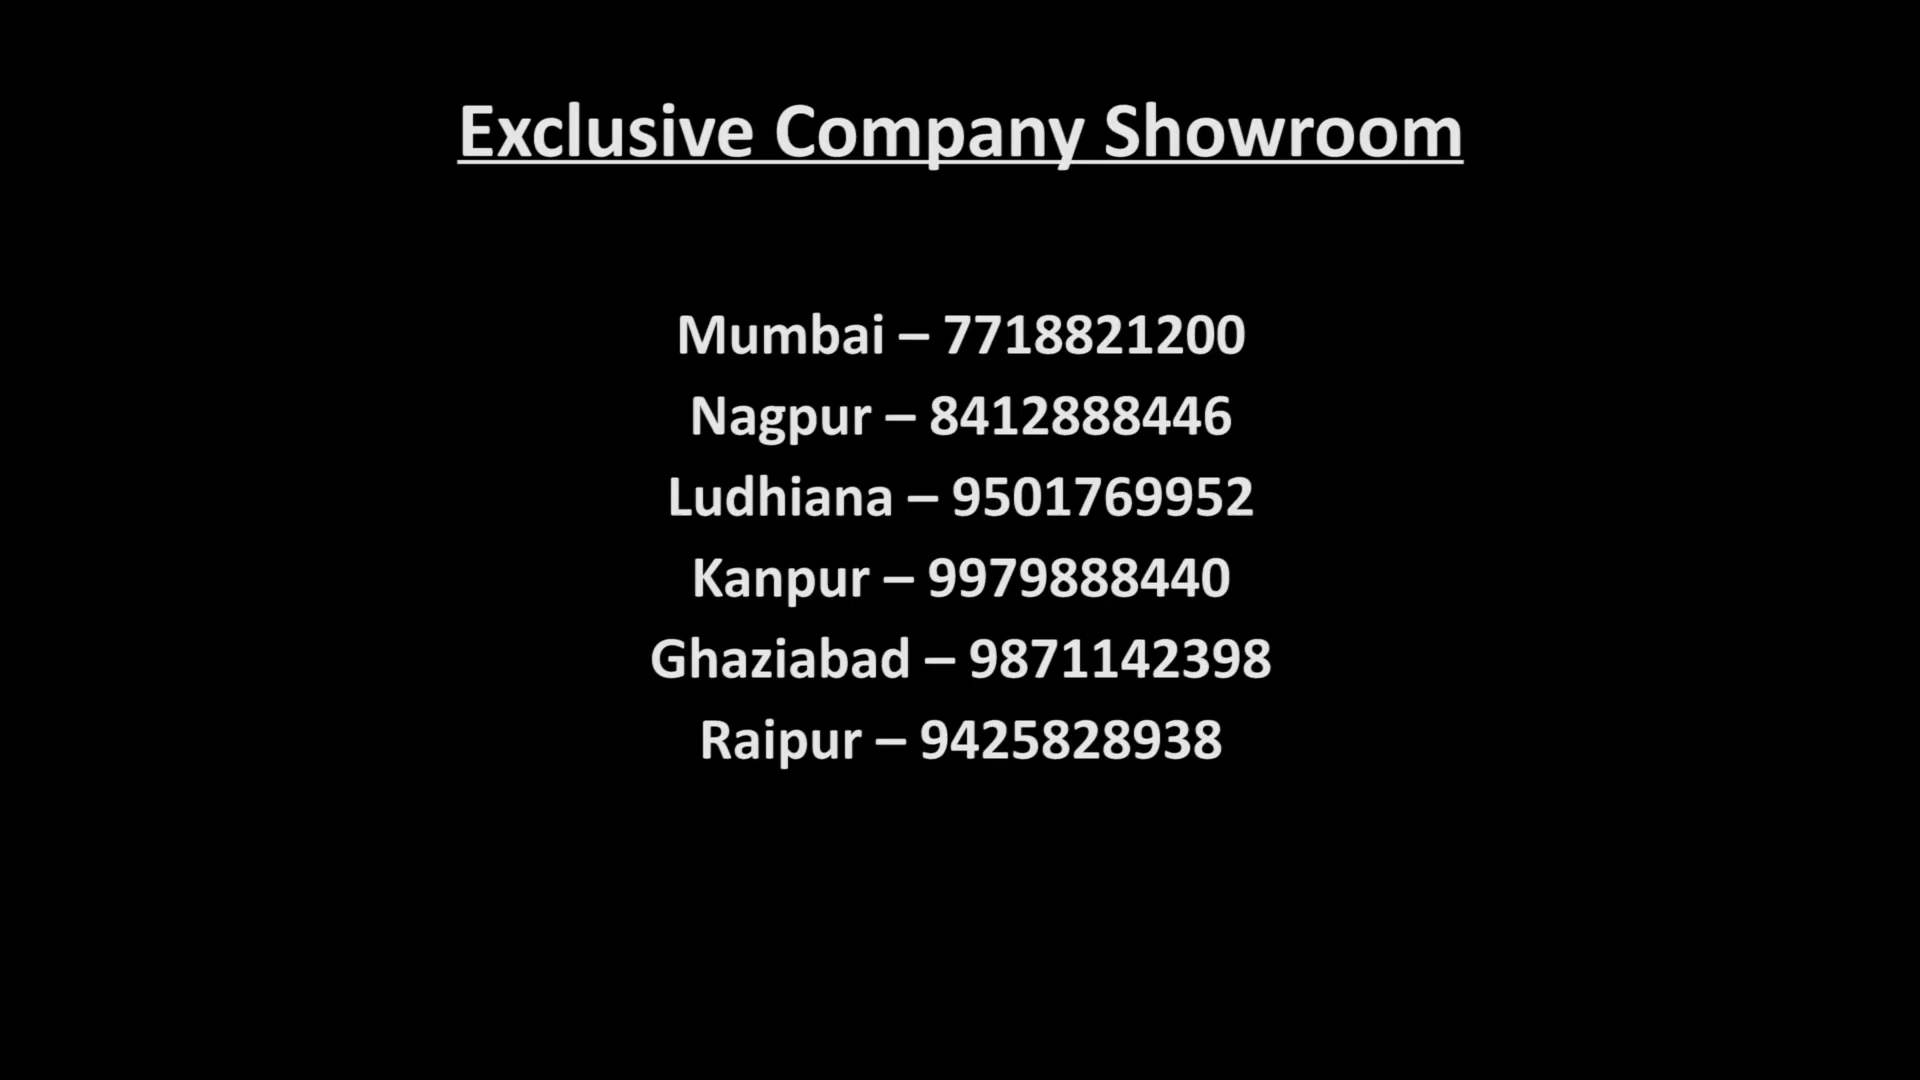 Exclusive Company Showroom
Mumbai – 7718821200
Nagpur – 8412888446
Ludhiana – 9501769952
Kanpur – 9979888440
Ghaziabad – 9871142398
Raipur – 9425828938